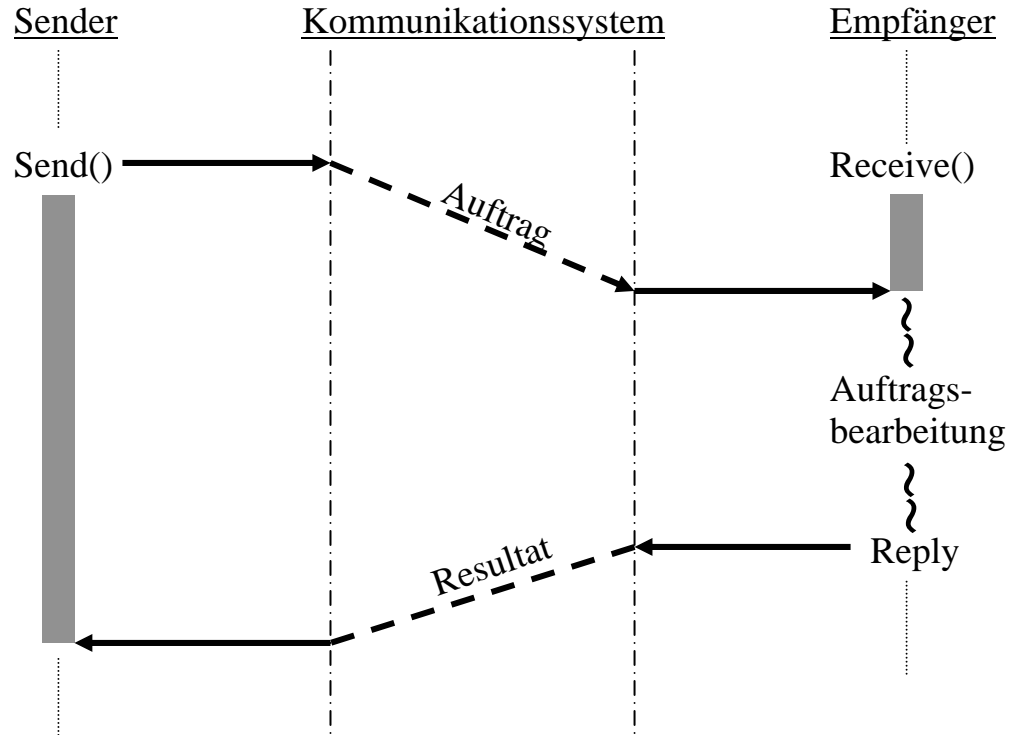 Sender
Kommunikationssystem
Empfänger
Send()
Receive()
Auftrag
Auftrags-
bearbeitung
Resultat
Reply